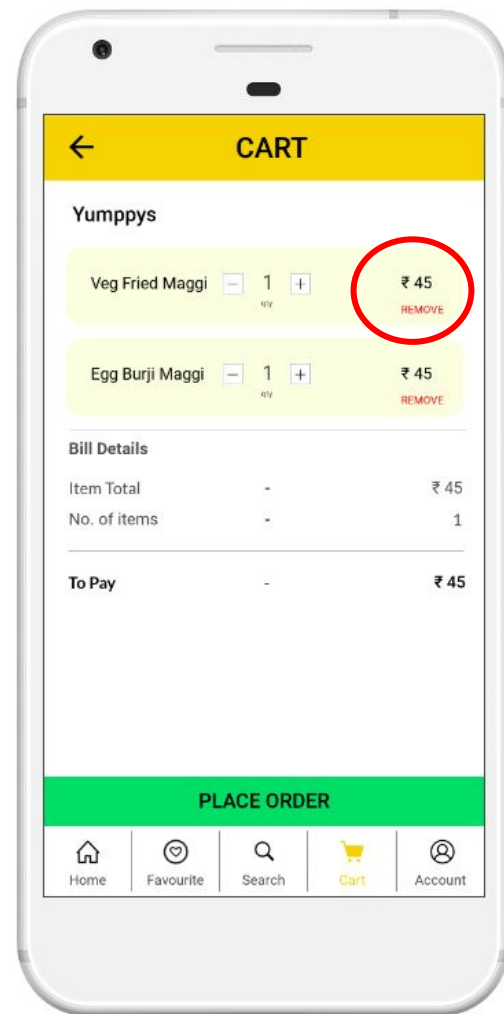 CART
Yumppys
Veg Fried Maggi – 1 + ₹ 45
qty REMOVE
Egg Burji Maggi – 1 + ₹ 45
qty REMOVE
Bill Details
Item Total - ₹ 45
No. of items - 1
To Pay - ₹ 45
PLACE ORDER
Home Favourite Search Cart Account